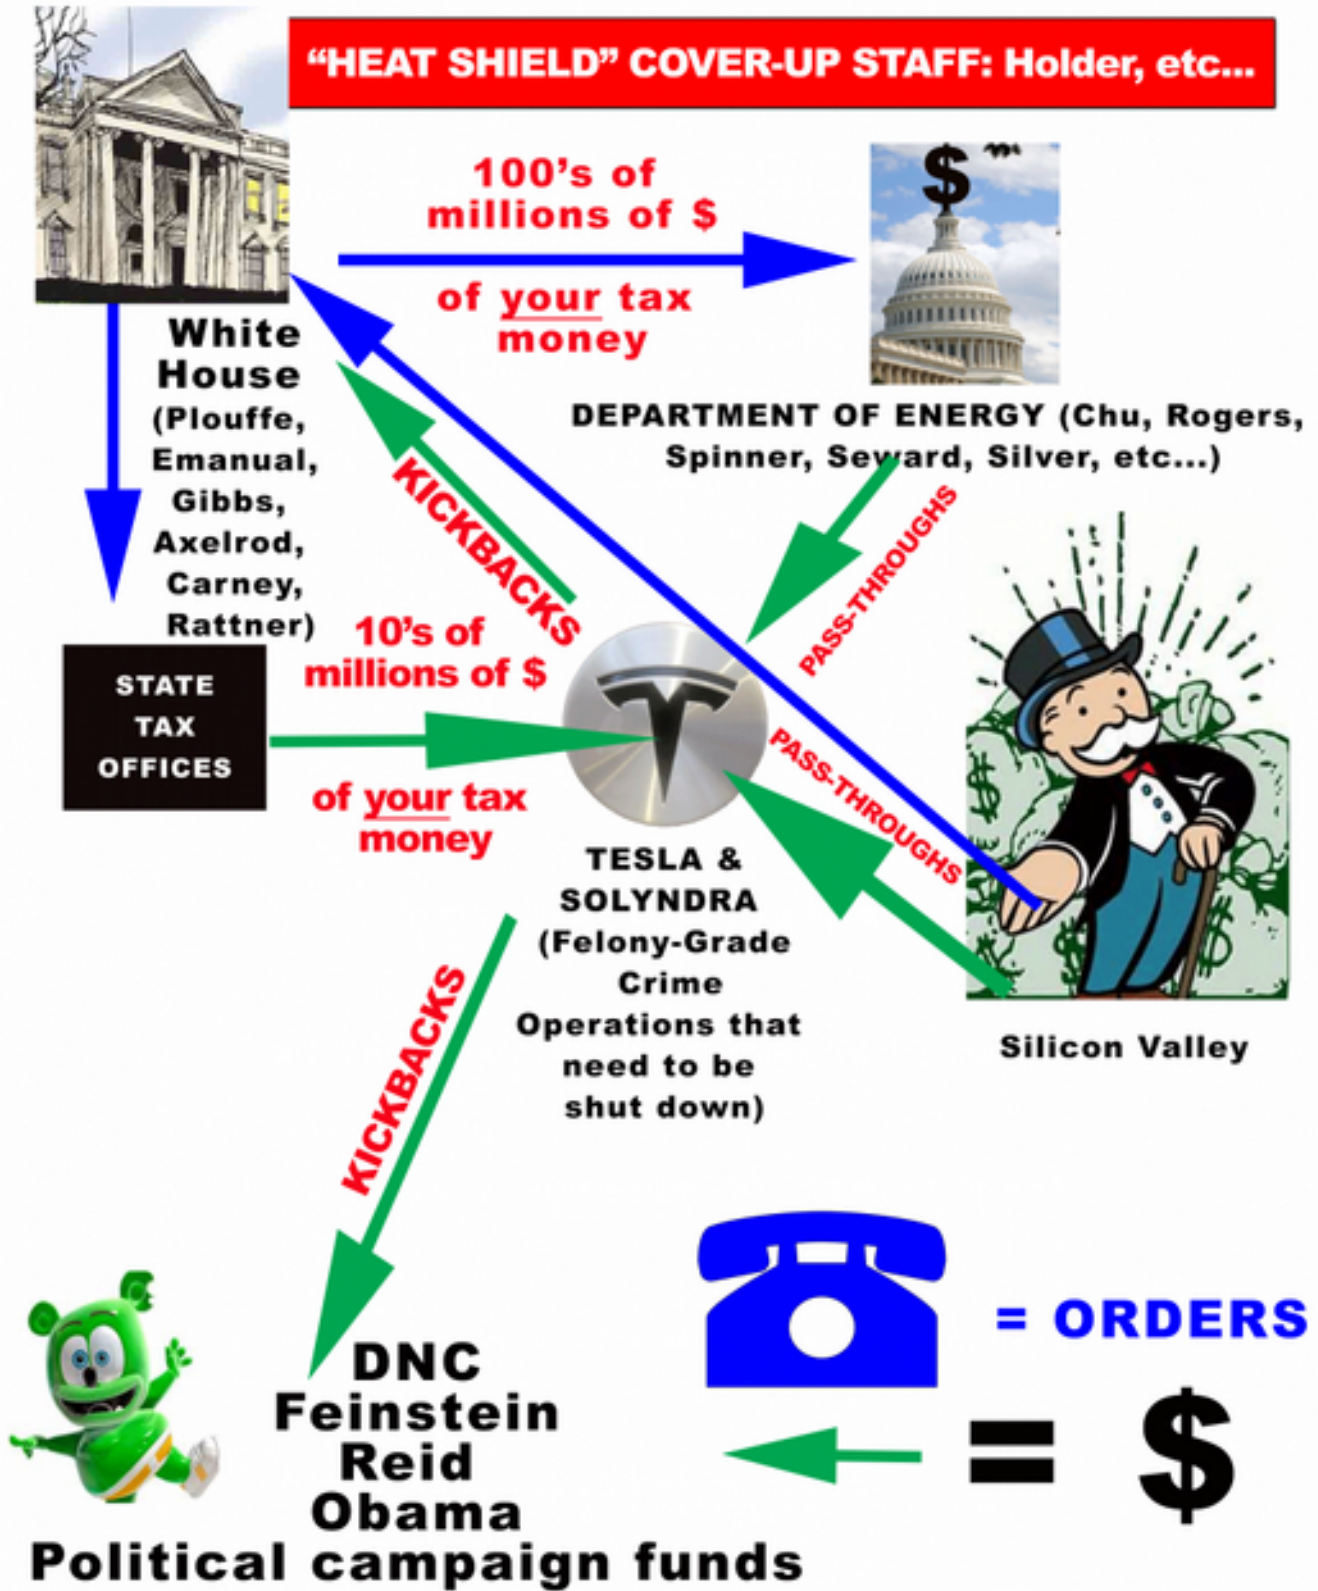 “HEAT SHIELD” COVER-UP STAFF: Holder, etc...
100’s of
millions of $
of your tax
money
$
White
House
(Plouffe,
Emanual,
Gibbs,
Axelrod,
Carney,
Rattner)
DEPARTMENT OF ENERGY (Chu, Rogers,
Spinner, Seward, Silver, etc...)
KICKBACKS
PASS-THROUGHS
STATE
TAX
OFFICES
10’s of
millions of $
of your tax
money
PASS-THROUGHS
TESLA &
SOLYNDRA
(Felony-Grade
Crime
Operations that
need to be
shut down)
$
$
$
Silicon Valley
KICKBACKS
DNC
Feinstein
Reid
Obama
Political campaign funds
= ORDERS
= $